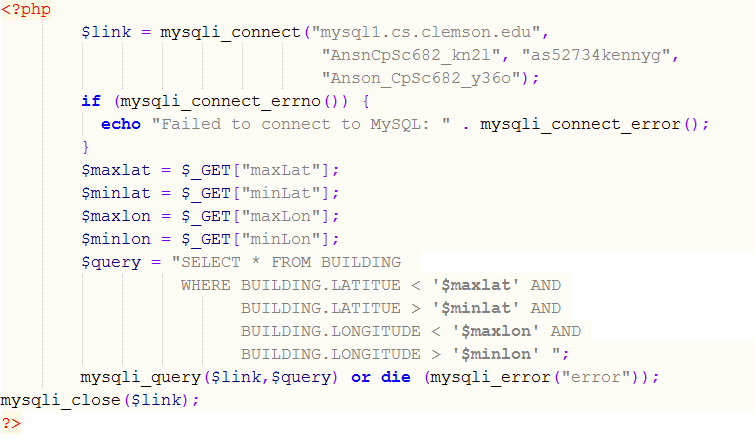 <?php
$link = mysqli_connect("mysql1.cs.clemson.edu",
"AnsnCpSc682_kn2l", "as52734kennyg",
"Anson_CpSc682_y36o");
if (mysqli_connect_errno()) {
echo "Failed to connect to MySQL: " . mysqli_connect_error();
}
$maxlat = $_GET["maxLat"];
$minlat = $_GET["minLat"];
$maxlon = $_GET["maxLon"];
$minlon = $_GET["minLon"];
$query = "SELECT * FROM BUILDING
WHERE BUILDING.LATITUE < '$maxlat' AND
BUILDING.LATITUE > '$minlat' AND
BUILDING.LONGITUDE < '$maxlon' AND
BUILDING.LONGITUDE > '$minlon' ";
mysqli_query($link,$query) or die (mysqli_error("error"));
mysqli_close($link);
?>